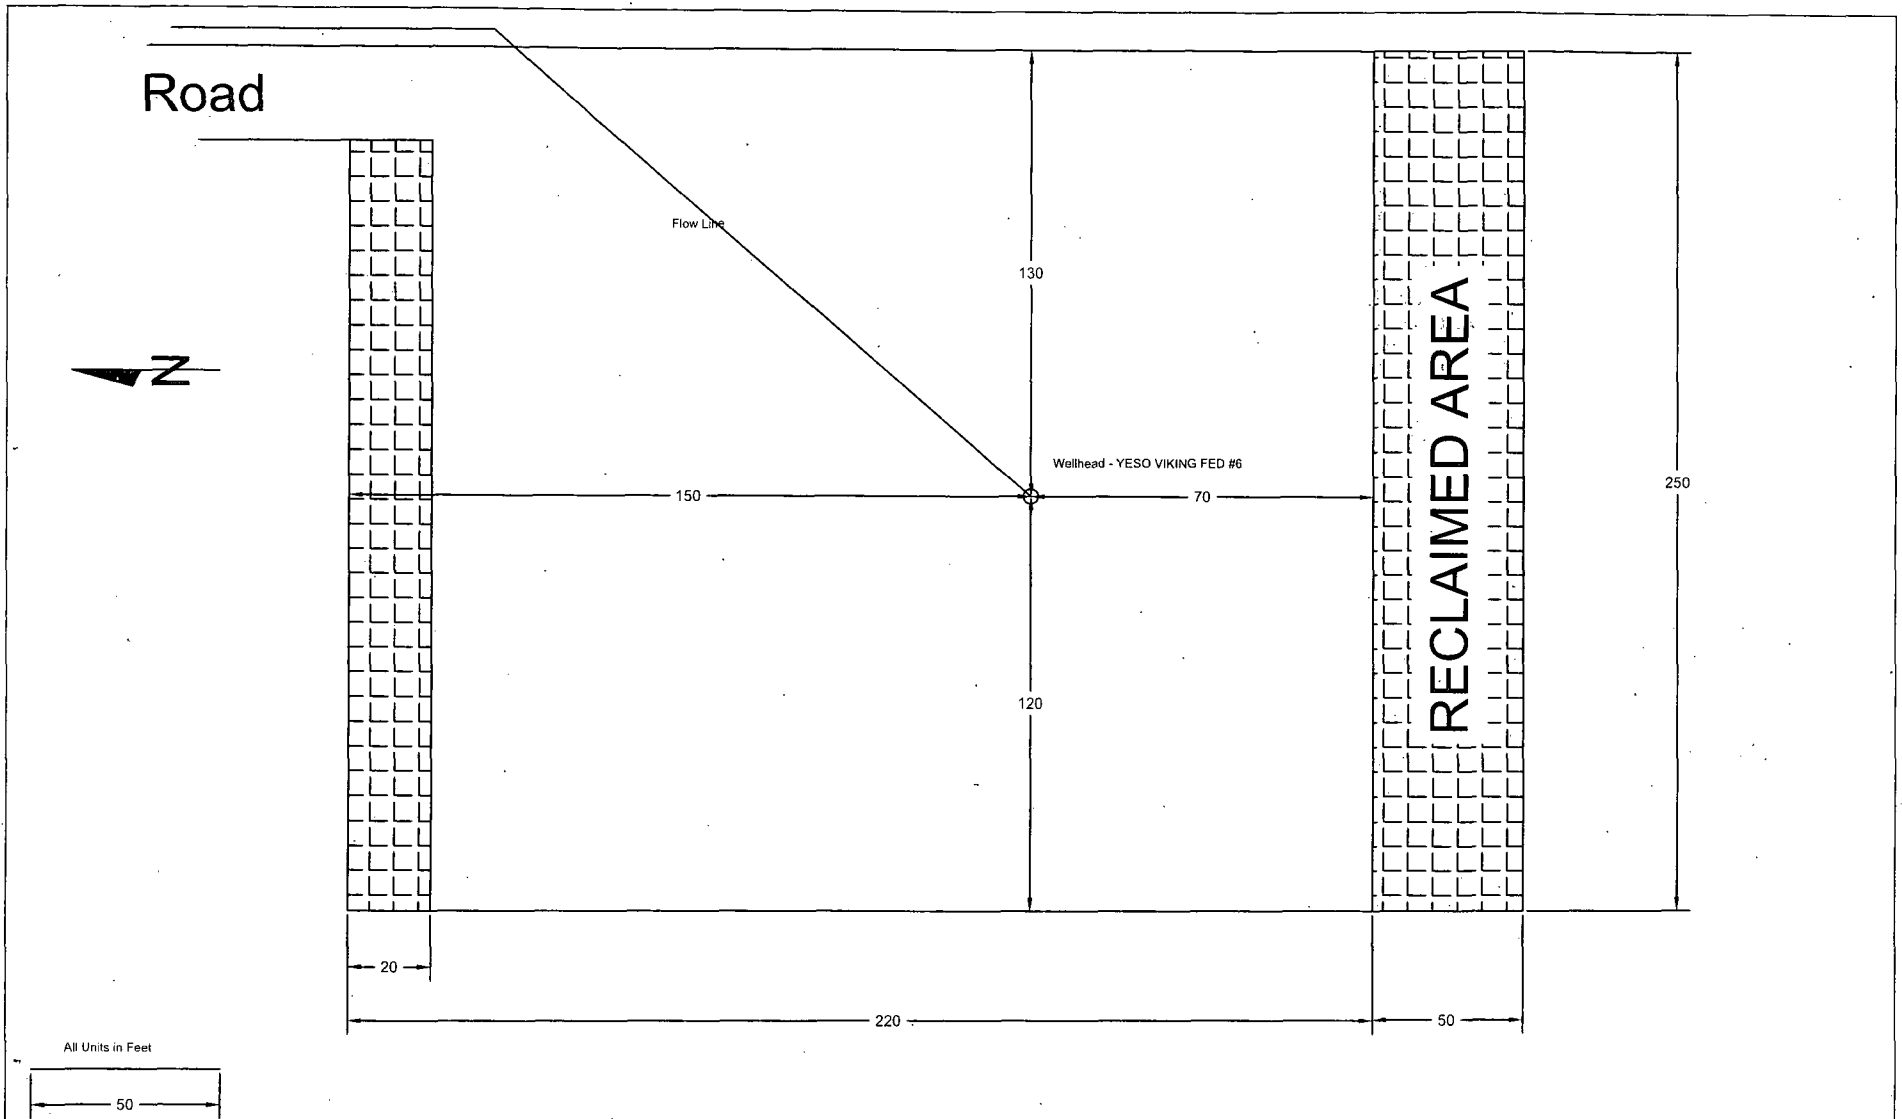 Road
Flow Line
130
RECLAIMED AREA
N
Wellhead - YESO VIKING FED #6
150
70
250
120
20
220
50
All Units in Feet
50